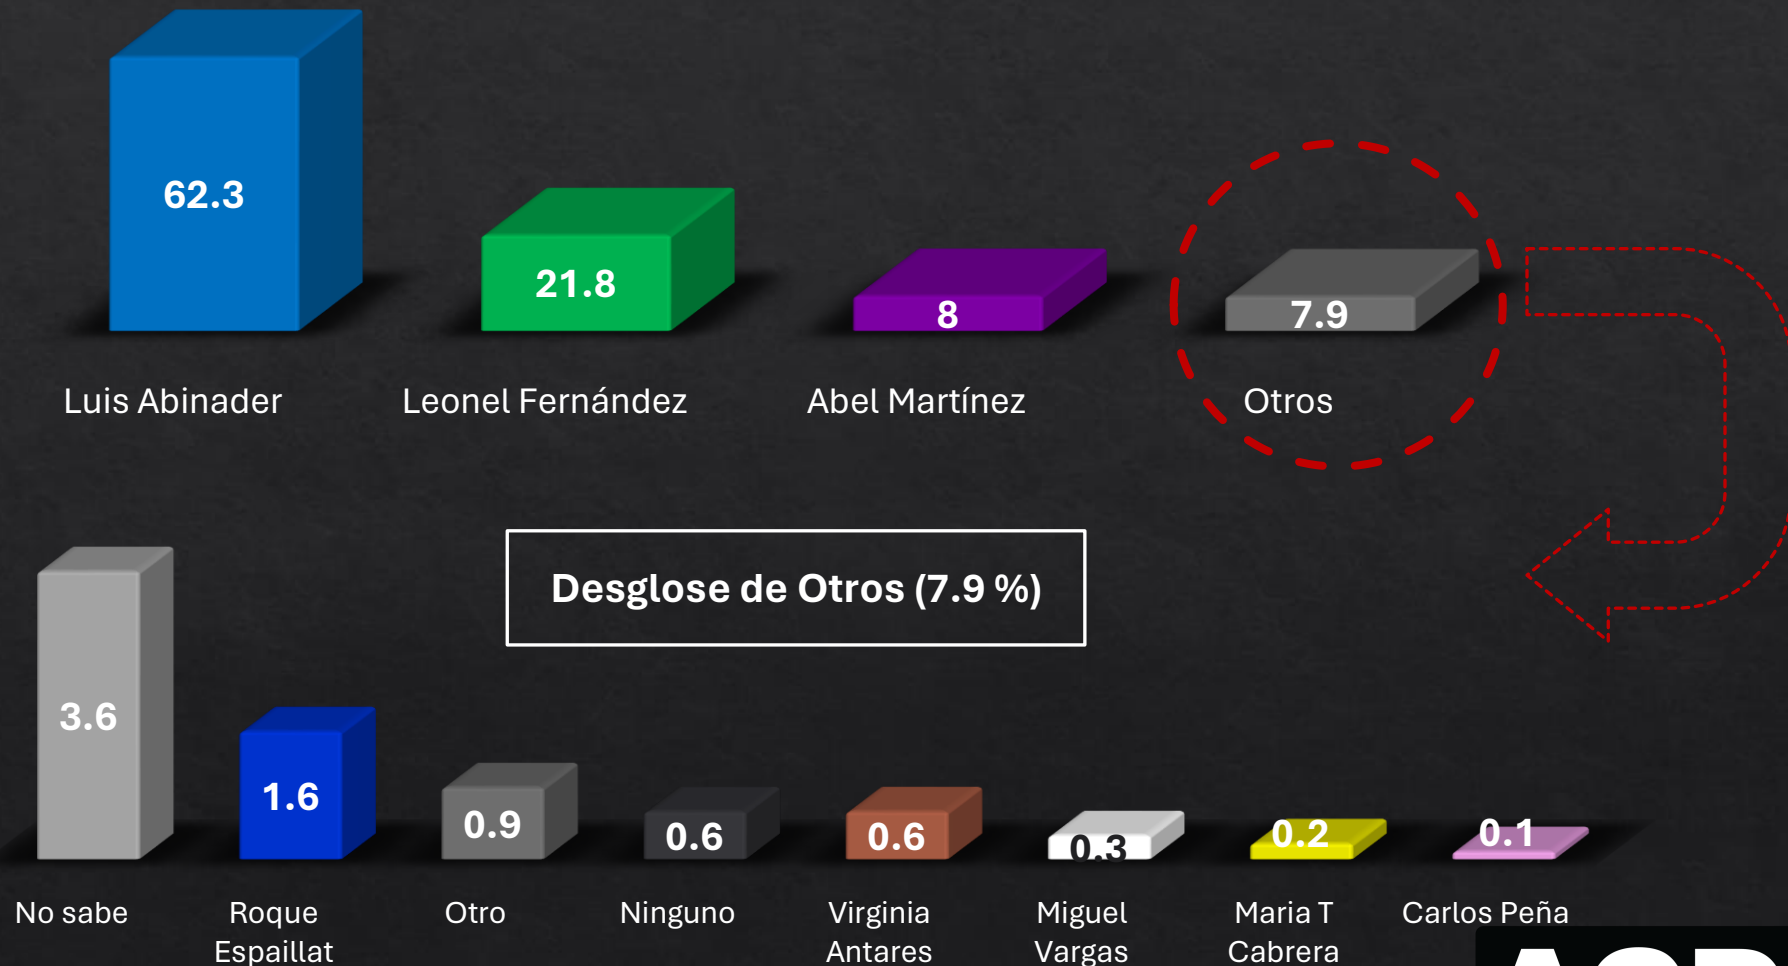 62.3
21.8
8
7.9
Luis Abinader
Leonel Fernández
Abel Martínez
Otros
Desglose de Otros (7.9 %)
3.6
1.6
0.9
0.6
0.6
0.3
0.2
0.1
No sabe
Roque
Espaillat
Otro
Ninguno
Virginia
Antares
Miguel
Vargas
Maria T
Cabrera
Carlos Peña